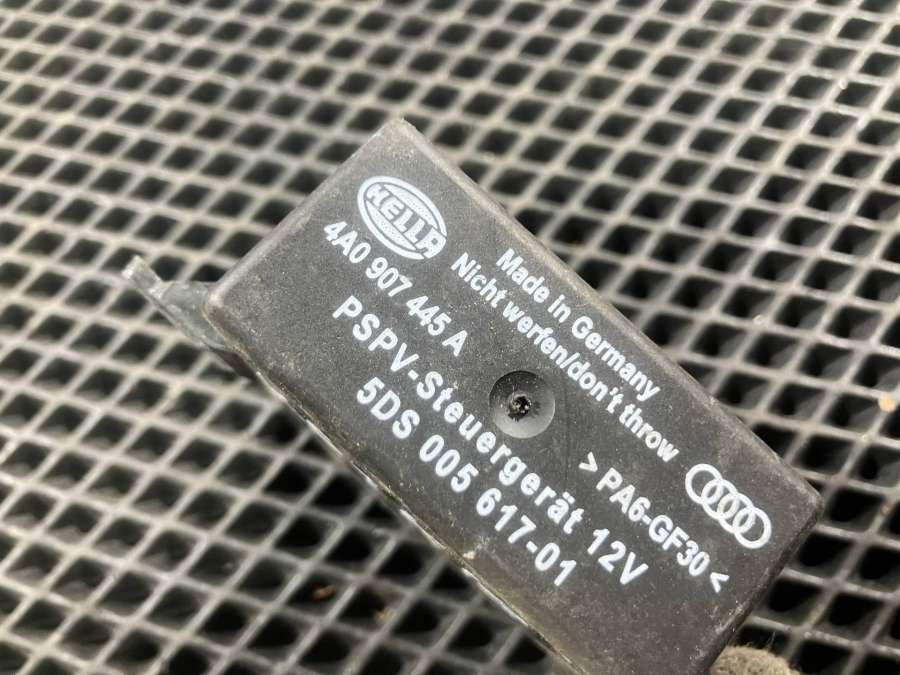 HELLA
4A0 907 445 A
PSPV-Steuergerät 12V
5DS 005 617-01
Made in Germany
Nicht werfen/don't throw
> PA6-GF30 <